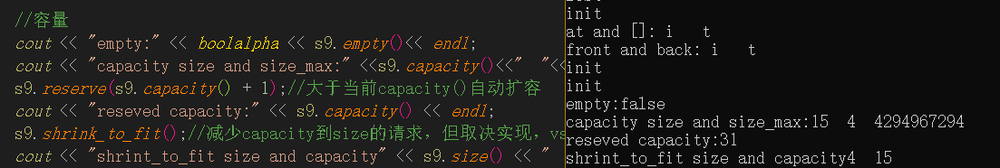 //容量
cout << "empty:" << boolalpha << s9.empty()<< endl;
cout << "capacity size and size_max:" <<s9.capacity()<<"  "<<
s9.reserve(s9.capacity() + 1);//大于当前capacity()自动扩容
cout << "reseved capacity:" << s9.capacity() << endl;
s9.shrink_to_fit();//减少capacity到size的请求，但取决实现，vs
cout << "shrint_to_fit size and capacity" << s9.size() << "
init
at and []: i   t
front and back: i   t
init
init
empty:false
capacity size and size_max:15  4  4294967294
reseved capacity:31
shrint_to_fit size and capacity4  15